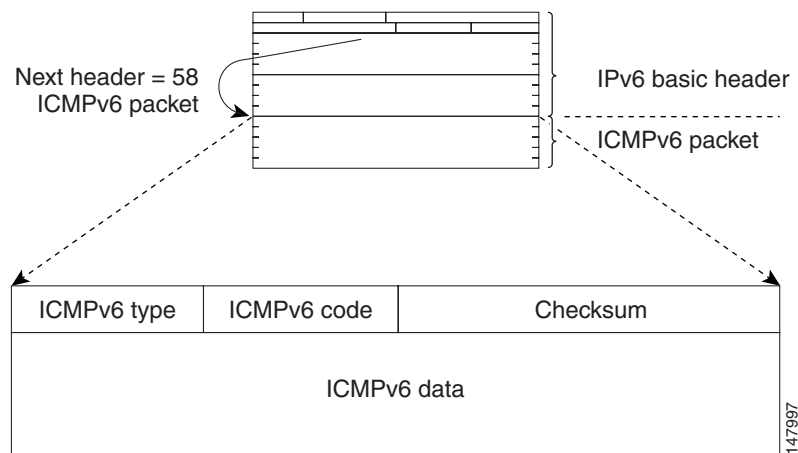 Next header = 58
ICMPv6 packet
IPv6 basic header
ICMPv6 packet
ICMPv6 type
ICMPv6 code
Checksum
ICMPv6 data
147997